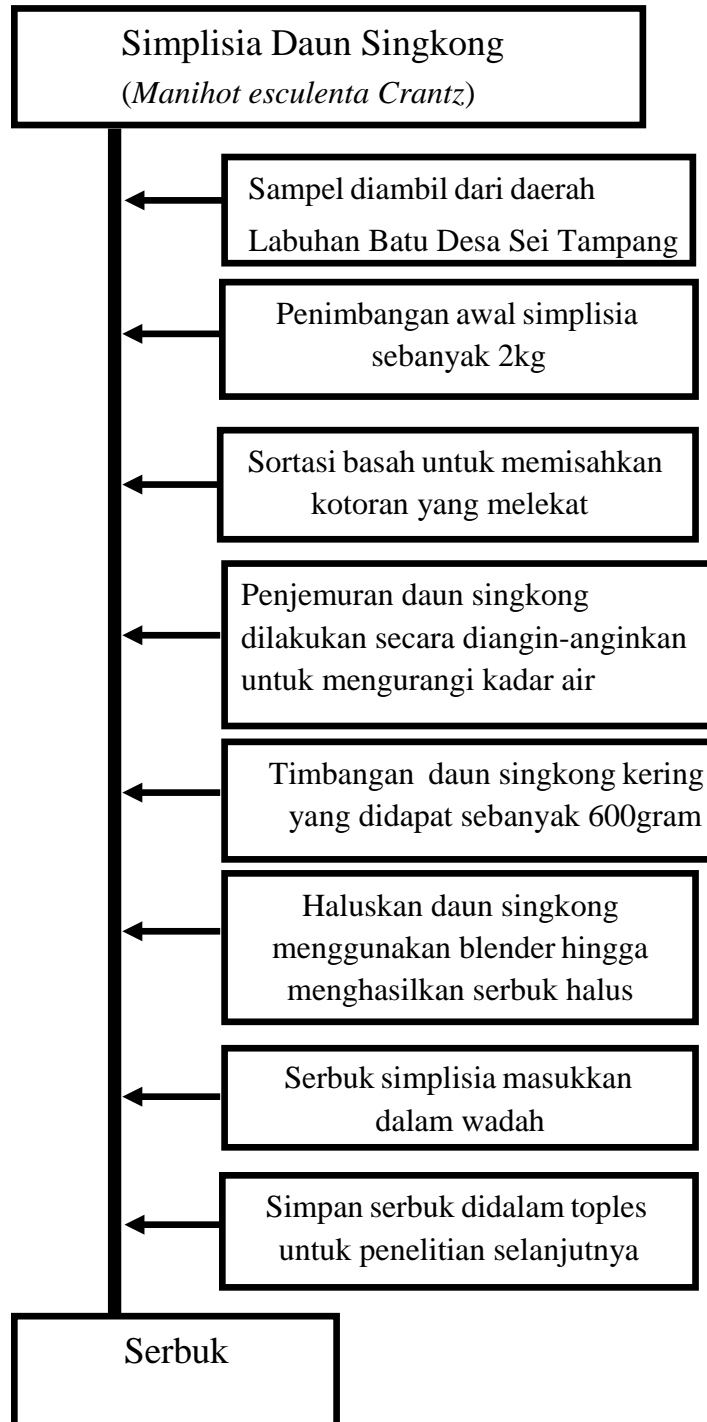 Simplisia Daun Singkong
(Manihot esculenta Crantz)
Sampel diambil dari daerah
Labuhan Batu Desa Sei Tampang
Penimbangan awal simplisia
sebanyak 2kg
Sortasi basah untuk memisahkan
kotoran yang melekat
Penjemuran daun singkong
dilakukan secara diangin-anginkan
untuk mengurangi kadar air
Timbangan daun singkong kering
yang didapat sebanyak 600gram
Haluskan daun singkong
menggunakan blender hingga
menghasilkan serbuk halus
Serbuk simplisia masukkan
dalam wadah
Simpan serbuk didalam toples
untuk penelitian selanjutnya
Serbuk